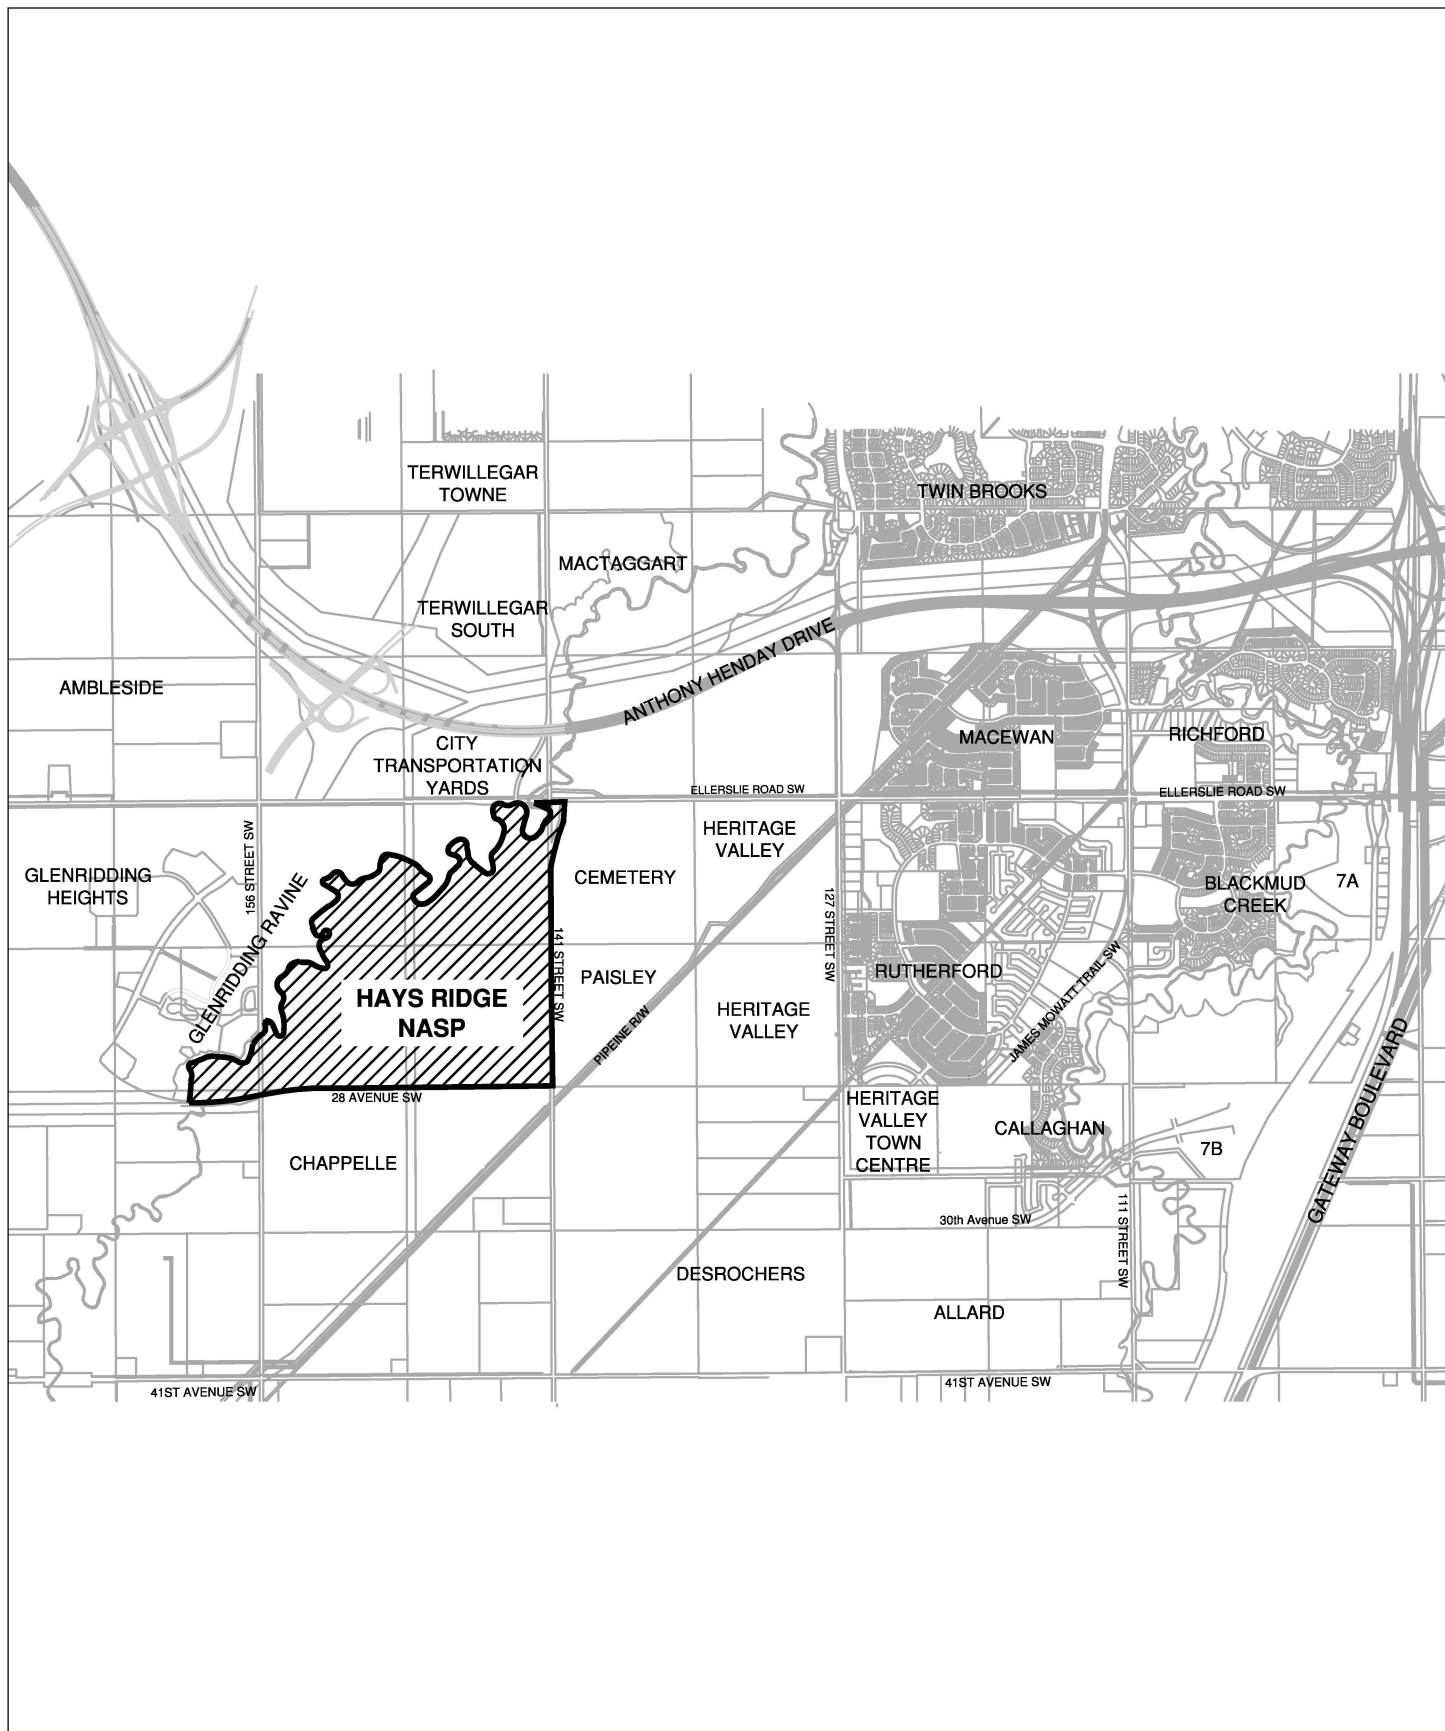 TERWILLEGAR
TOWNE
TWIN BROOKS
MACTAGGART
TERWILLEGAR
SOUTH
ANTHONY HENDAY DRIVE
AMBLESIDE
CITY
TRANSPORTATION
YARDS
MACEWAN
RICHFORD
ELLERSLIE ROAD SW
ELLERSLIE ROAD SW
GLENRIDDING
HEIGHTS
156 STREET SW
GLENRIDDING RAVINE
HERITAGE
VALLEY
CEMETERY
127 STREET SW
BLACKMUD
CREEK
7A
141 STREET SW
HAYS RIDGE
NASP
PAISLEY
HERITAGE
VALLEY
PIPEINE R/W
RUTHERFORD
JAMES MOWATT TRAIL SW
GATEWAY BOULEVARD
28 AVENUE SW
HERITAGE
VALLEY
TOWN
CENTRE
CALLAGHAN
7B
CHAPPELLE
30th Avenue SW
111 STREET SW
DESROCHERS
ALLARD
41ST AVENUE SW
41ST AVENUE SW